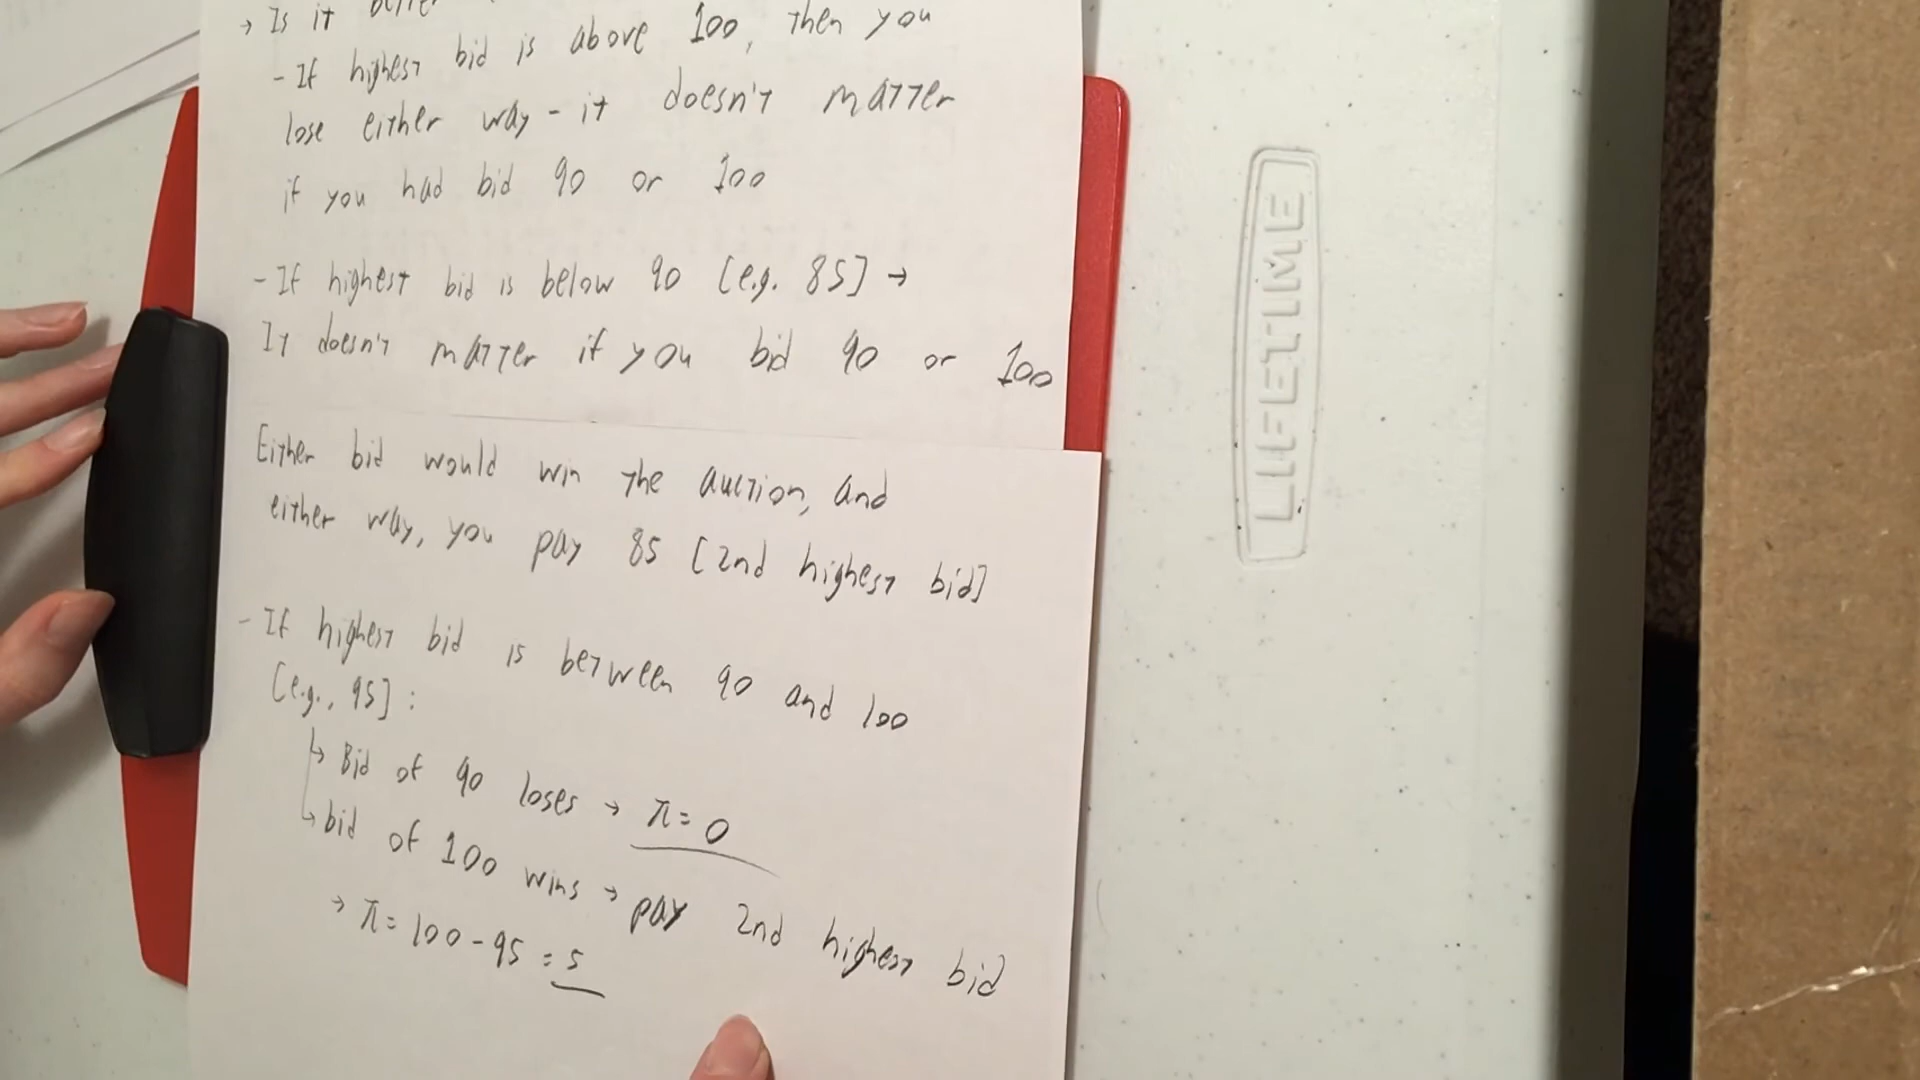 → Is it better
- If highest bid is above 100, then you
lose either way - it doesn't matter
if you had bid 90 or 100
- If highest bid is below 90 [e.g. 85] →
It doesn't matter if you bid 90 or 100
Either bid would win the auction, and
either way, you pay 85 [2nd highest bid]
- If highest bid is between 90 and 100
[e.g., 95]:
↳ Bid of 90 loses → π = 0
↳ bid of 100 wins → pay 2nd highest bid
→ π = 100 - 95 = 5
LIFETIME